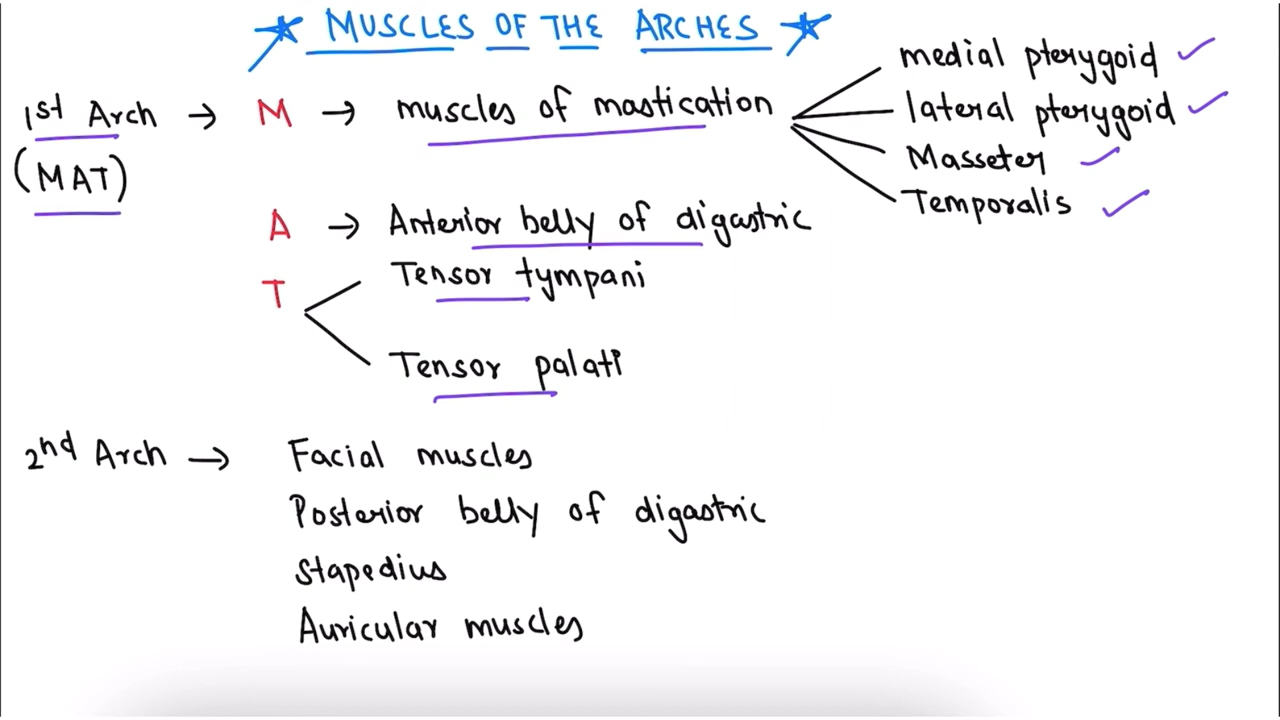 MUSCLES OF THE ARCHES
1st Arch → M → muscles of mastication
medial pterygoid
lateral pterygoid
Masseter
Temporalis
(MAT)
A → Anterior belly of digastric
T
Tensor tympani
Tensor palati
2nd Arch → Facial muscles
Posterior belly of digastric
Stapedius
Auricular muscles